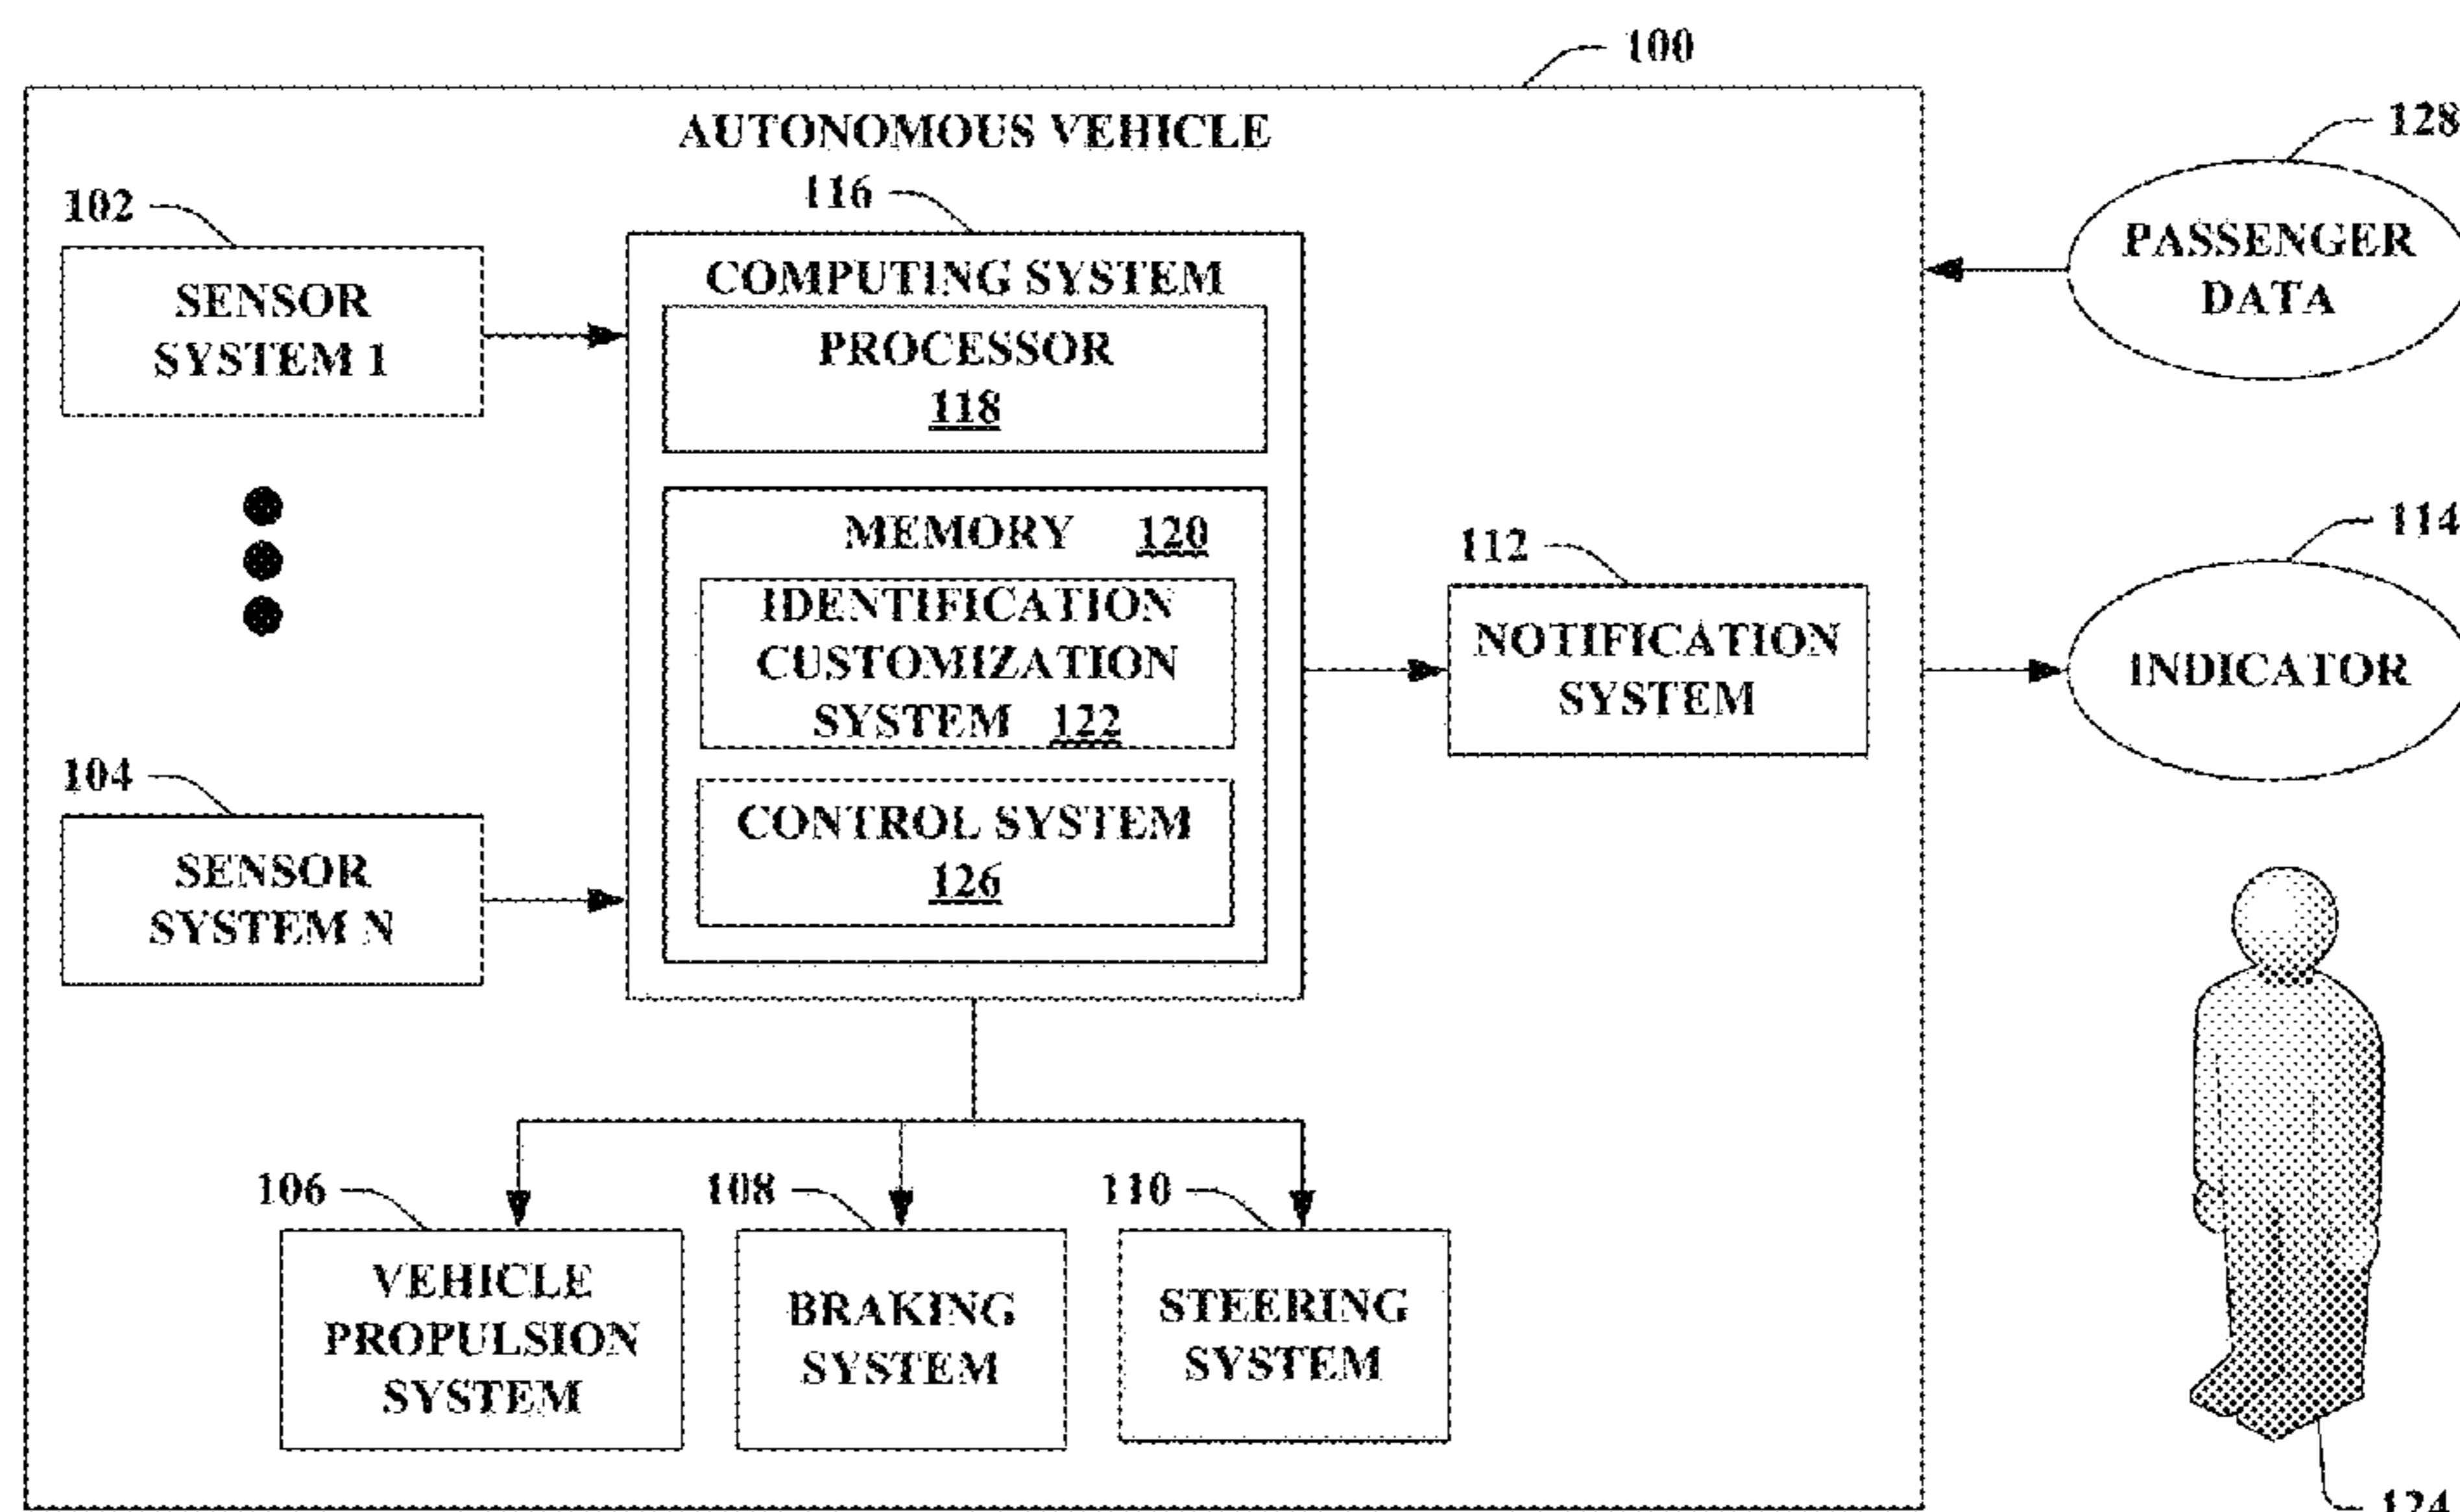 100
AUTONOMOUS VEHICLE
128
102
116
PASSENGER
DATA
SENSOR
SYSTEM 1
COMPUTING SYSTEM
PROCESSOR
118
114
MEMORY 120
112
IDENTIFICATION
CUSTOMIZATION
SYSTEM 122
NOTIFICATION
SYSTEM
INDICATOR
104
SENSOR
SYSTEM N
CONTROL SYSTEM
126
106
108
110
VEHICLE
PROPULSION
SYSTEM
BRAKING
SYSTEM
STEERING
SYSTEM
124